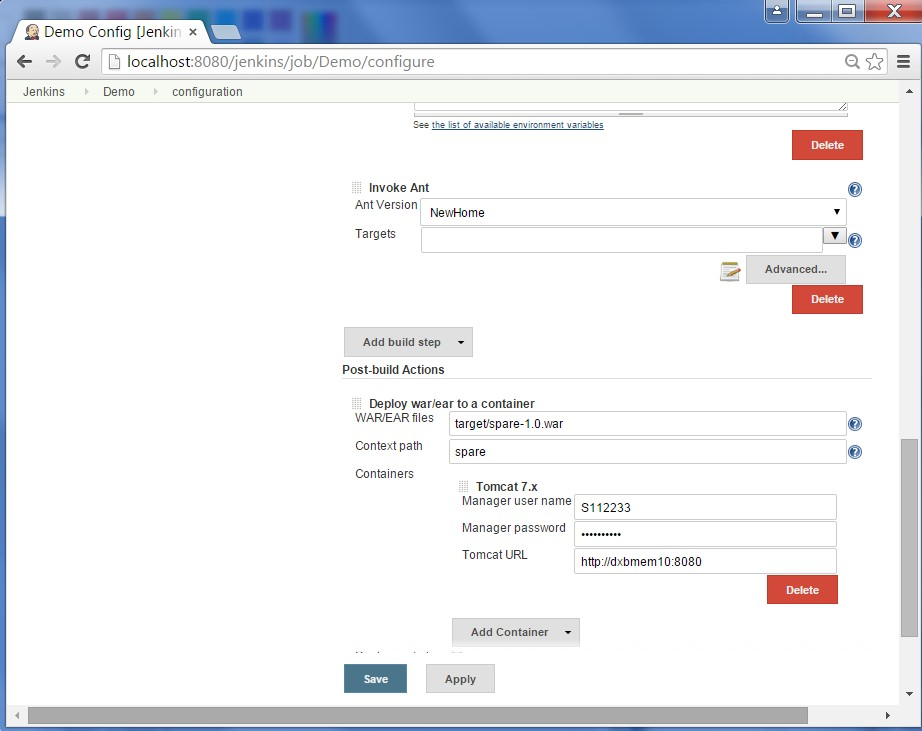 Demo Config [Jenkin
localhost:8080/jenkins/job/Demo/configure
Jenkins Demo configuration
See the list of available environment variables
Delete
Invoke Ant
Ant Version NewHome
Targets
Advanced...
Delete
Add build step
Post-build Actions
Deploy war/ear to a container
WAR/EAR files target/spare-1.0.war
Context path spare
Containers
Tomcat 7.x
Manager user name S112233
Manager password ••••••••••
Tomcat URL http://dxbmem10:8080
Delete
Add Container
Save Apply